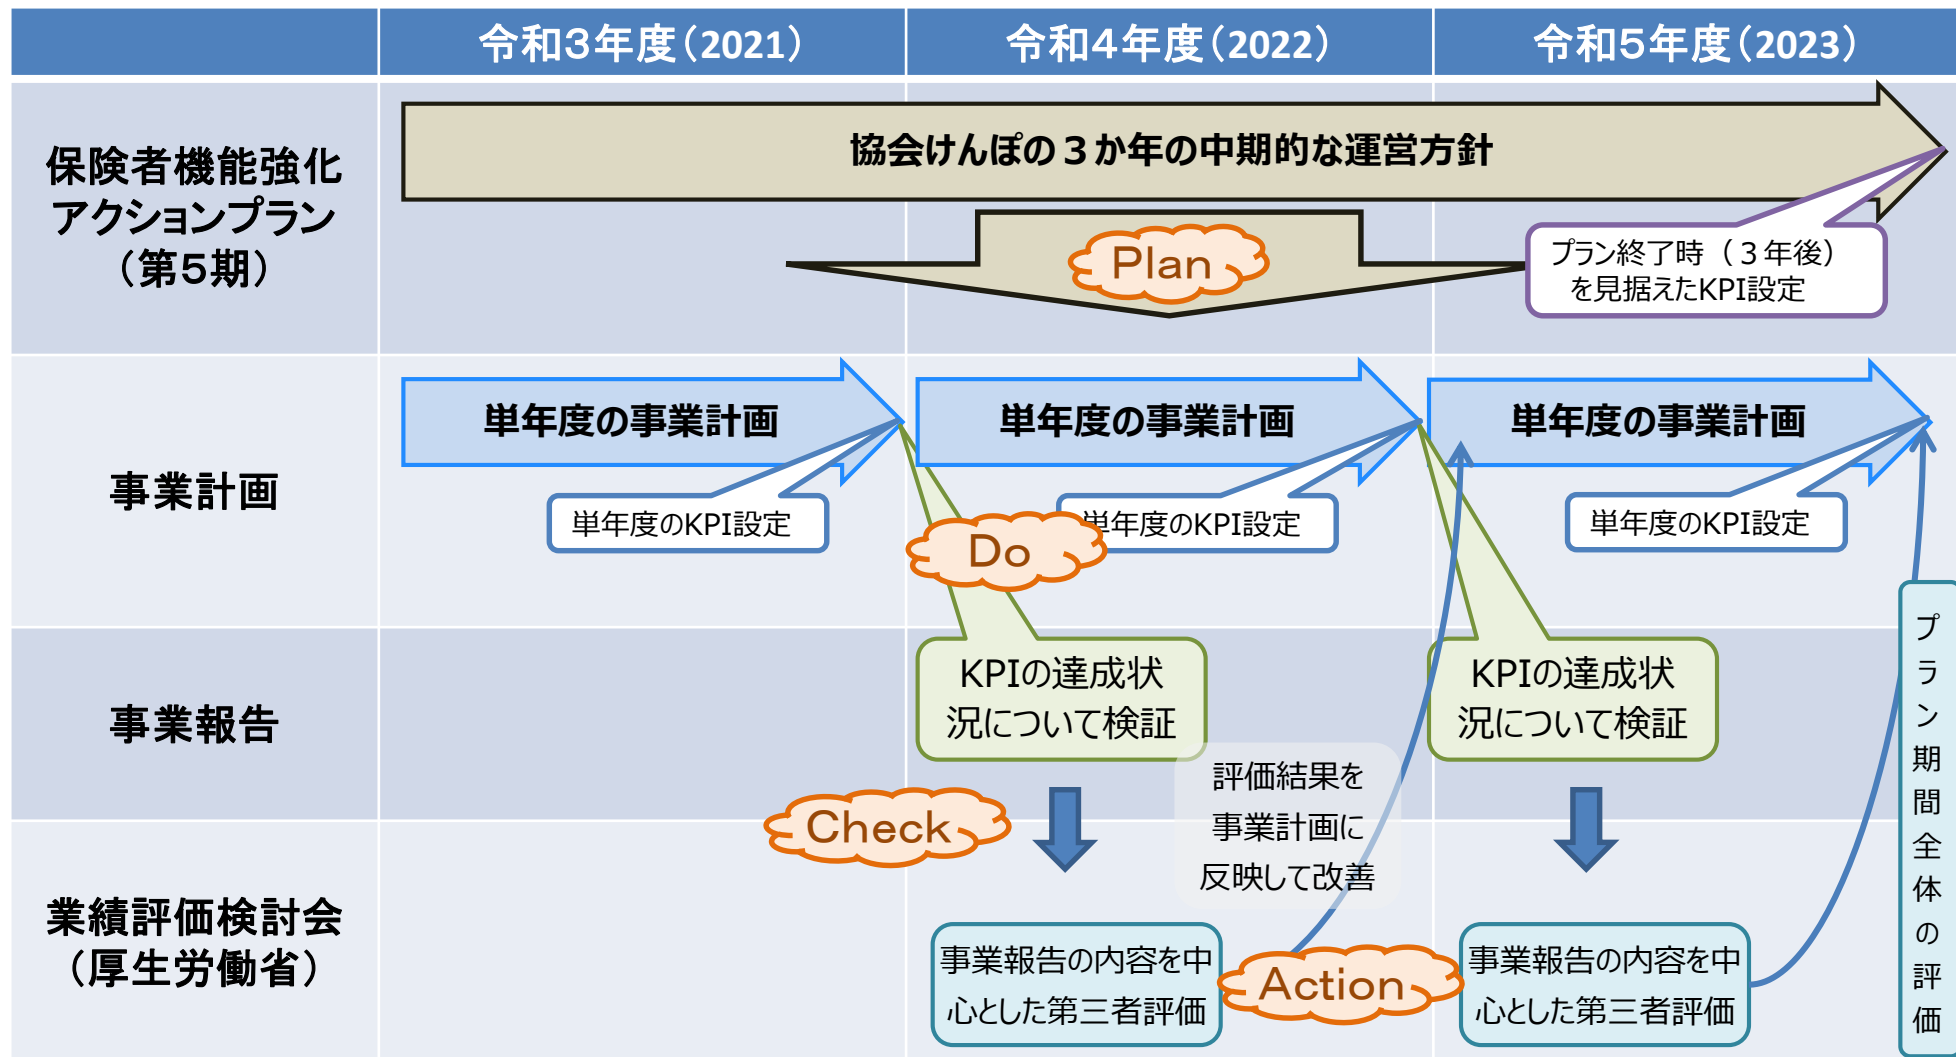 令和３年度（2021）
令和４年度（2022）
令和５年度（2023）
保険者機能強化
アクションプラン
（第５期）
協会けんぽの３か年の中期的な運営方針
Plan
プラン終了時（３年後）
を見据えたKPI設定
事業計画
単年度の事業計画
単年度の事業計画
単年度の事業計画
単年度のKPI設定
単年度のKPI設定
単年度のKPI設定
Do
事業報告
KPIの達成状
況について検証
KPIの達成状
況について検証
評価結果を
事業計画に
反映して改善
Check
業績評価検討会
（厚生労働省）
事業報告の内容を中
心とした第三者評価
Action
事業報告の内容を中
心とした第三者評価
プラン期間全体の評価